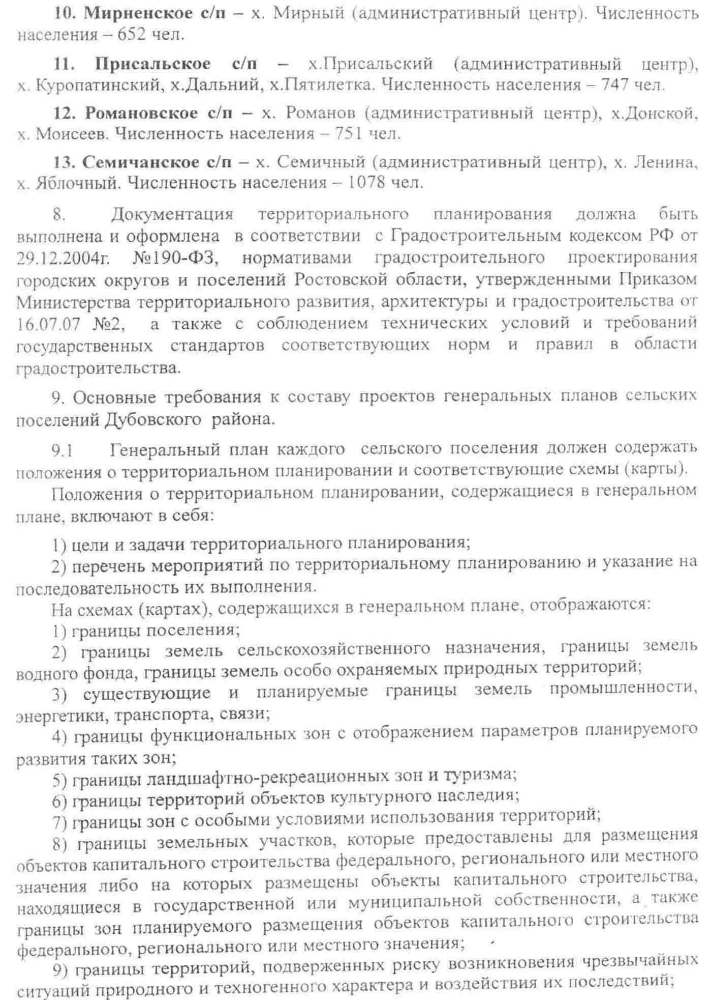 10. Мирненское с/п – х. Мирный (административный центр). Численность
населения – 652 чел.
11. Присальское с/п – х.Присальский (административный центр),
х. Куропатинский, х.Дальний, х.Пятилетка. Численность населения – 747 чел.
12. Романовское с/п – х. Романов (административный центр), х.Донской,
х. Моисеев. Численность населения – 751 чел.
13. Семичанское с/п – х. Семичный (административный центр), х. Ленина,
х. Яблочный. Численность населения – 1078 чел.
8. Документация территориального планирования должна быть
выполнена и оформлена в соответствии с Градостроительным кодексом РФ от
29.12.2004г. №190-ФЗ, нормативами градостроительного проектирования
городских округов и поселений Ростовской области, утвержденными Приказом
Министерства территориального развития, архитектуры и градостроительства от
16.07.07 №2, а также с соблюдением технических условий и требований
государственных стандартов соответствующих норм и правил в области
градостроительства.
9. Основные требования к составу проектов генеральных планов сельских
поселений Дубовского района.
9.1 Генеральный план каждого сельского поселения должен содержать
положения о территориальном планировании и соответствующие схемы (карты).
Положения о территориальном планировании, содержащиеся в генеральном
плане, включают в себя:
1) цели и задачи территориального планирования;
2) перечень мероприятий по территориальному планированию и указание на
последовательность их выполнения.
На схемах (картах), содержащихся в генеральном плане, отображаются:
1) границы поселения;
2) границы земель сельскохозяйственного назначения, границы земель
водного фонда, границы земель особо охраняемых природных территорий;
3) существующие и планируемые границы земель промышленности,
энергетики, транспорта, связи;
4) границы функциональных зон с отображением параметров планируемого
развития таких зон;
5) границы ландшафтно-рекреационных зон и туризма;
6) границы территорий объектов культурного наследия;
7) границы зон с особыми условиями использования территорий;
8) границы земельных участков, которые предоставлены для размещения
объектов капитального строительства федерального, регионального или местного
значения либо на которых размещены объекты капитального строительства,
находящиеся в государственной или муниципальной собственности, а также
границы зон планируемого размещения объектов капитального строительства
федерального, регионального или местного значения;
9) границы территорий, подверженных риску возникновения чрезвычайных
ситуаций природного и техногенного характера и воздействия их последствий;